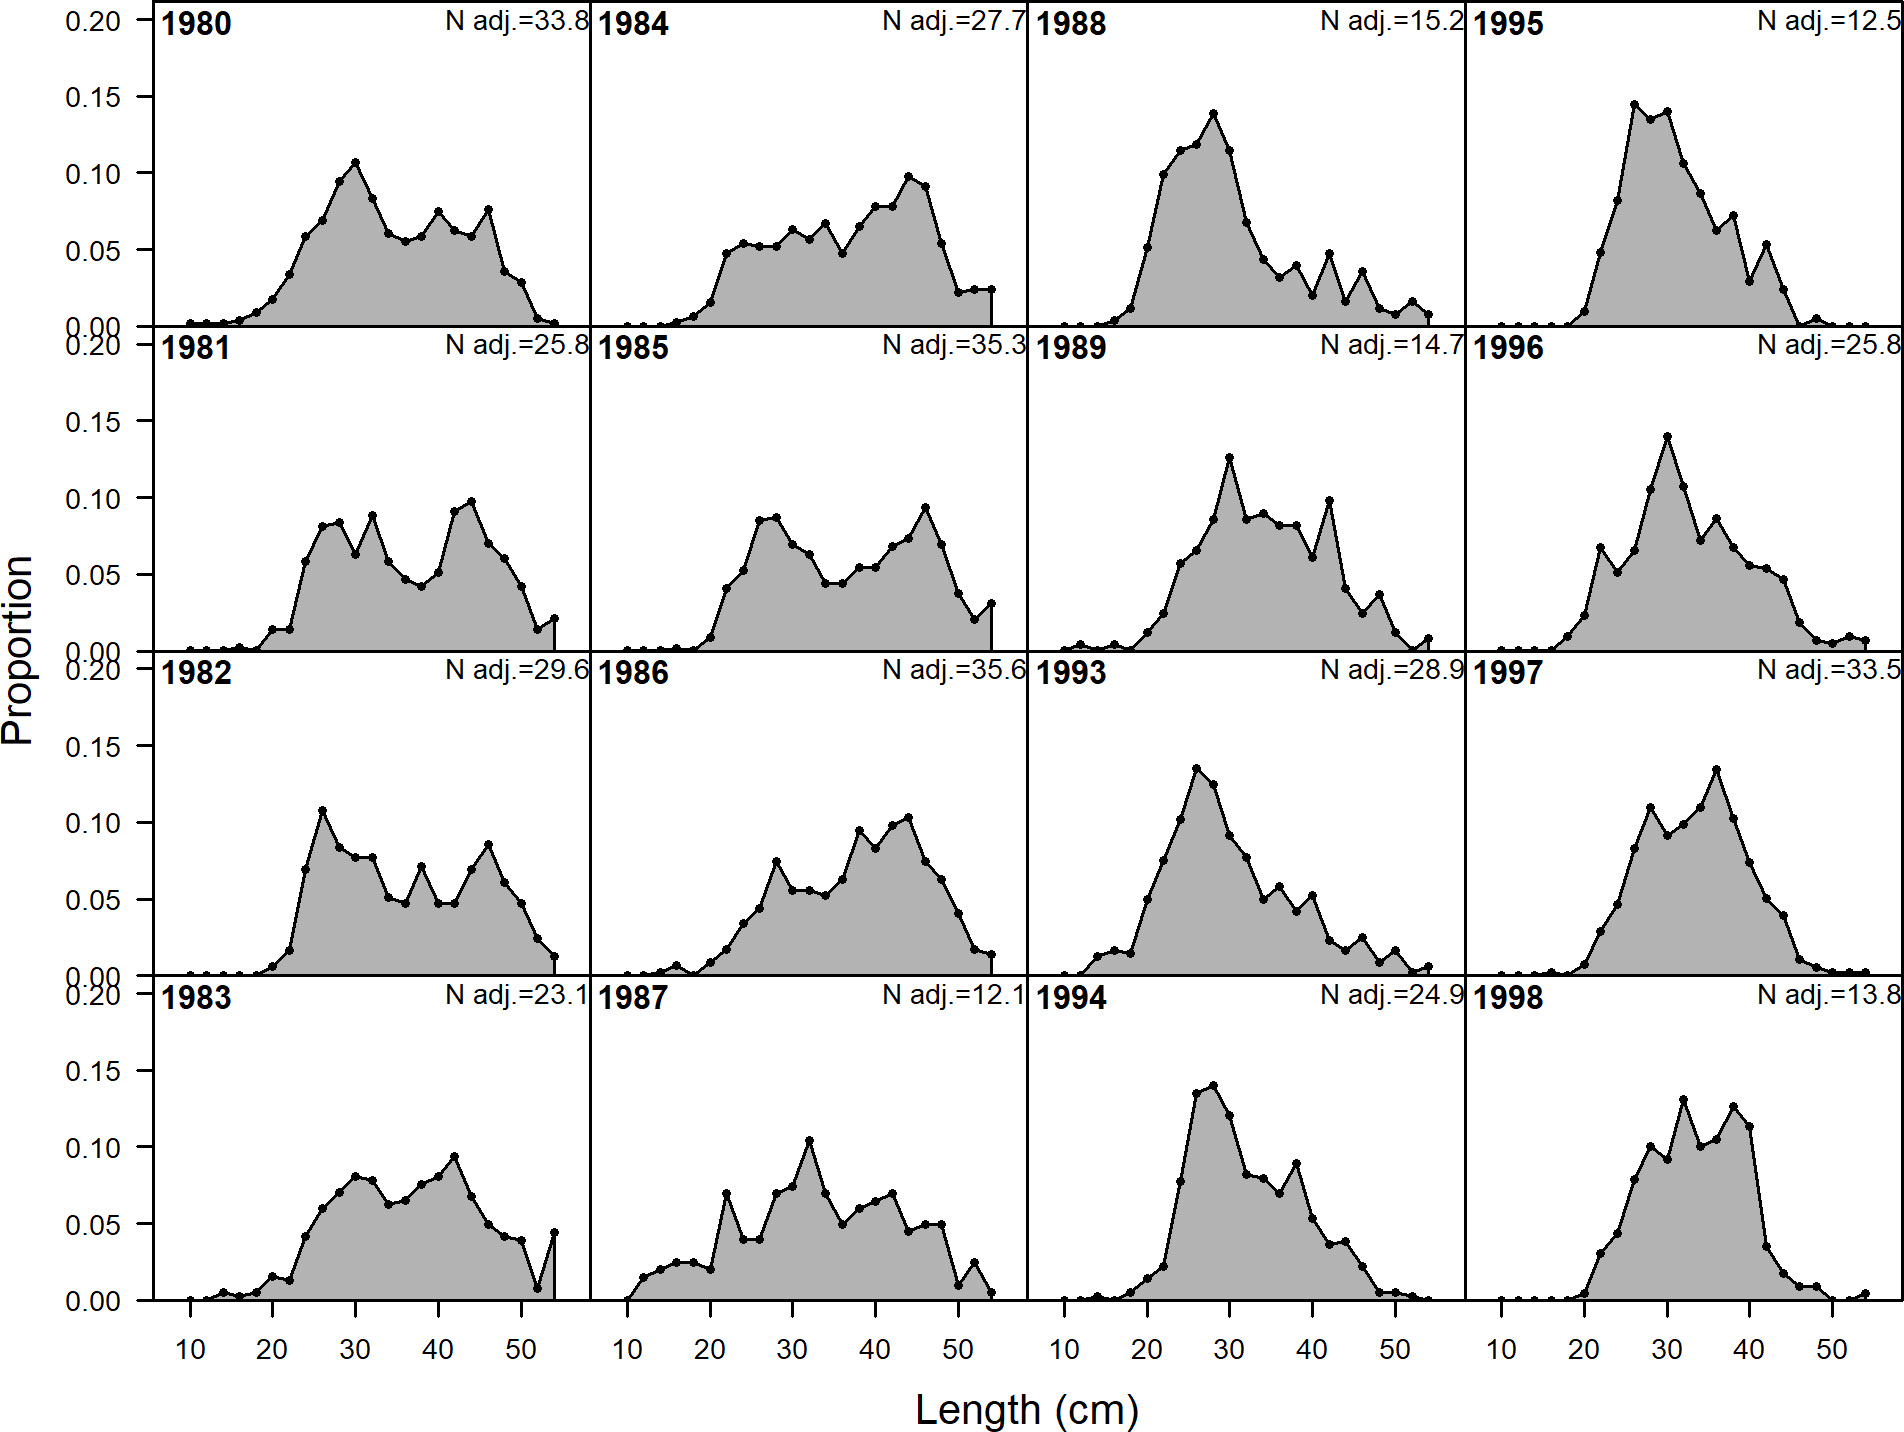 0.20
1980
N adj.=33.8
1984
N adj.=27.7
1988
N adj.=15.2
1995
N adj.=12.5
0.15
0.10
0.05
0.00
0.20
1981
N adj.=25.8
1985
N adj.=35.3
1989
N adj.=14.7
1996
N adj.=25.8
0.15
0.10
0.05
0.00
0.20
1982
N adj.=29.6
1986
N adj.=35.6
1993
N adj.=28.9
1997
N adj.=33.5
0.15
0.10
0.05
0.00
0.20
1983
N adj.=23.1
1987
N adj.=12.1
1994
N adj.=24.9
1998
N adj.=13.8
0.15
0.10
0.05
0.00
10 20 30 40 50
10 20 30 40 50
10 20 30 40 50
10 20 30 40 50
Proportion
Length (cm)